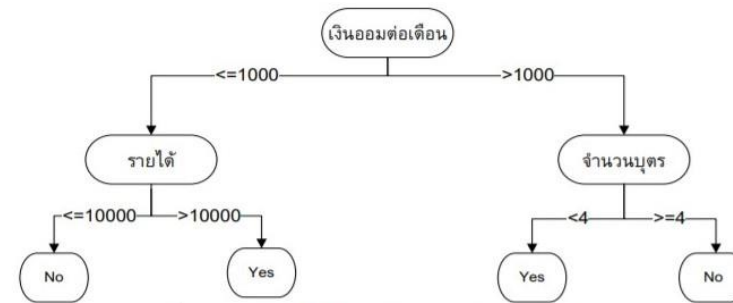 เงินออมต่อเดือน
<=1000 >1000
รายได้ จำนวนบุตร
<=10000 >10000 <4 >=4
No Yes Yes No